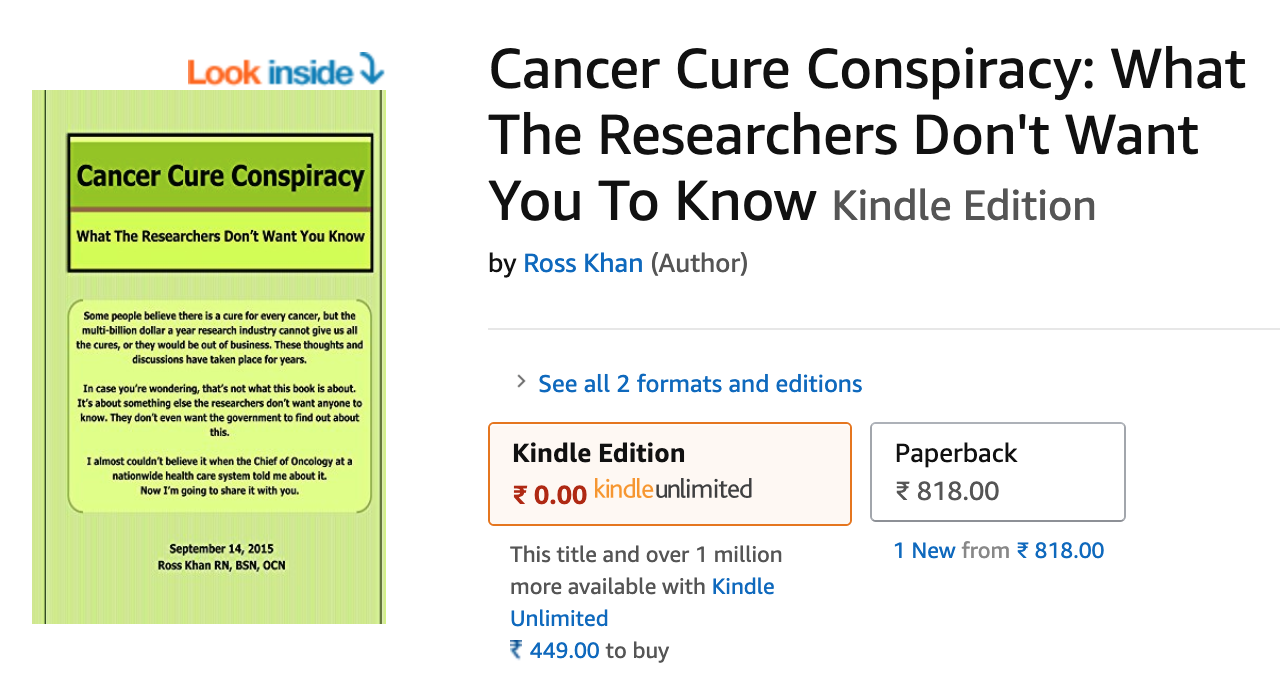 Look inside
Cancer Cure Conspiracy
What The Researchers Don't Want You Know
Some people believe there is a cure for every cancer, but the
multi-billion dollar a year research industry cannot give us all
the cures, or they would be out of business. These thoughts and
discussions have taken place for years.
In case you're wondering, that's not what this book is about.
It's about something else the researchers don't want anyone to
know. They don't even want the government to find out about
this.
I almost couldn't believe it when the Chief of Oncology at a
nationwide health care system told me about it.
Now I'm going to share it with you.
September 14, 2015
Ross Khan RN, BSN, OCN
Cancer Cure Conspiracy: What
The Researchers Don't Want
You To Know Kindle Edition
by Ross Khan (Author)
See all 2 formats and editions
Kindle Edition
₹ 0.00 kindleunlimited
This title and over 1 million
more available with Kindle
Unlimited
₹ 449.00 to buy
Paperback
₹ 818.00
1 New from ₹ 818.00